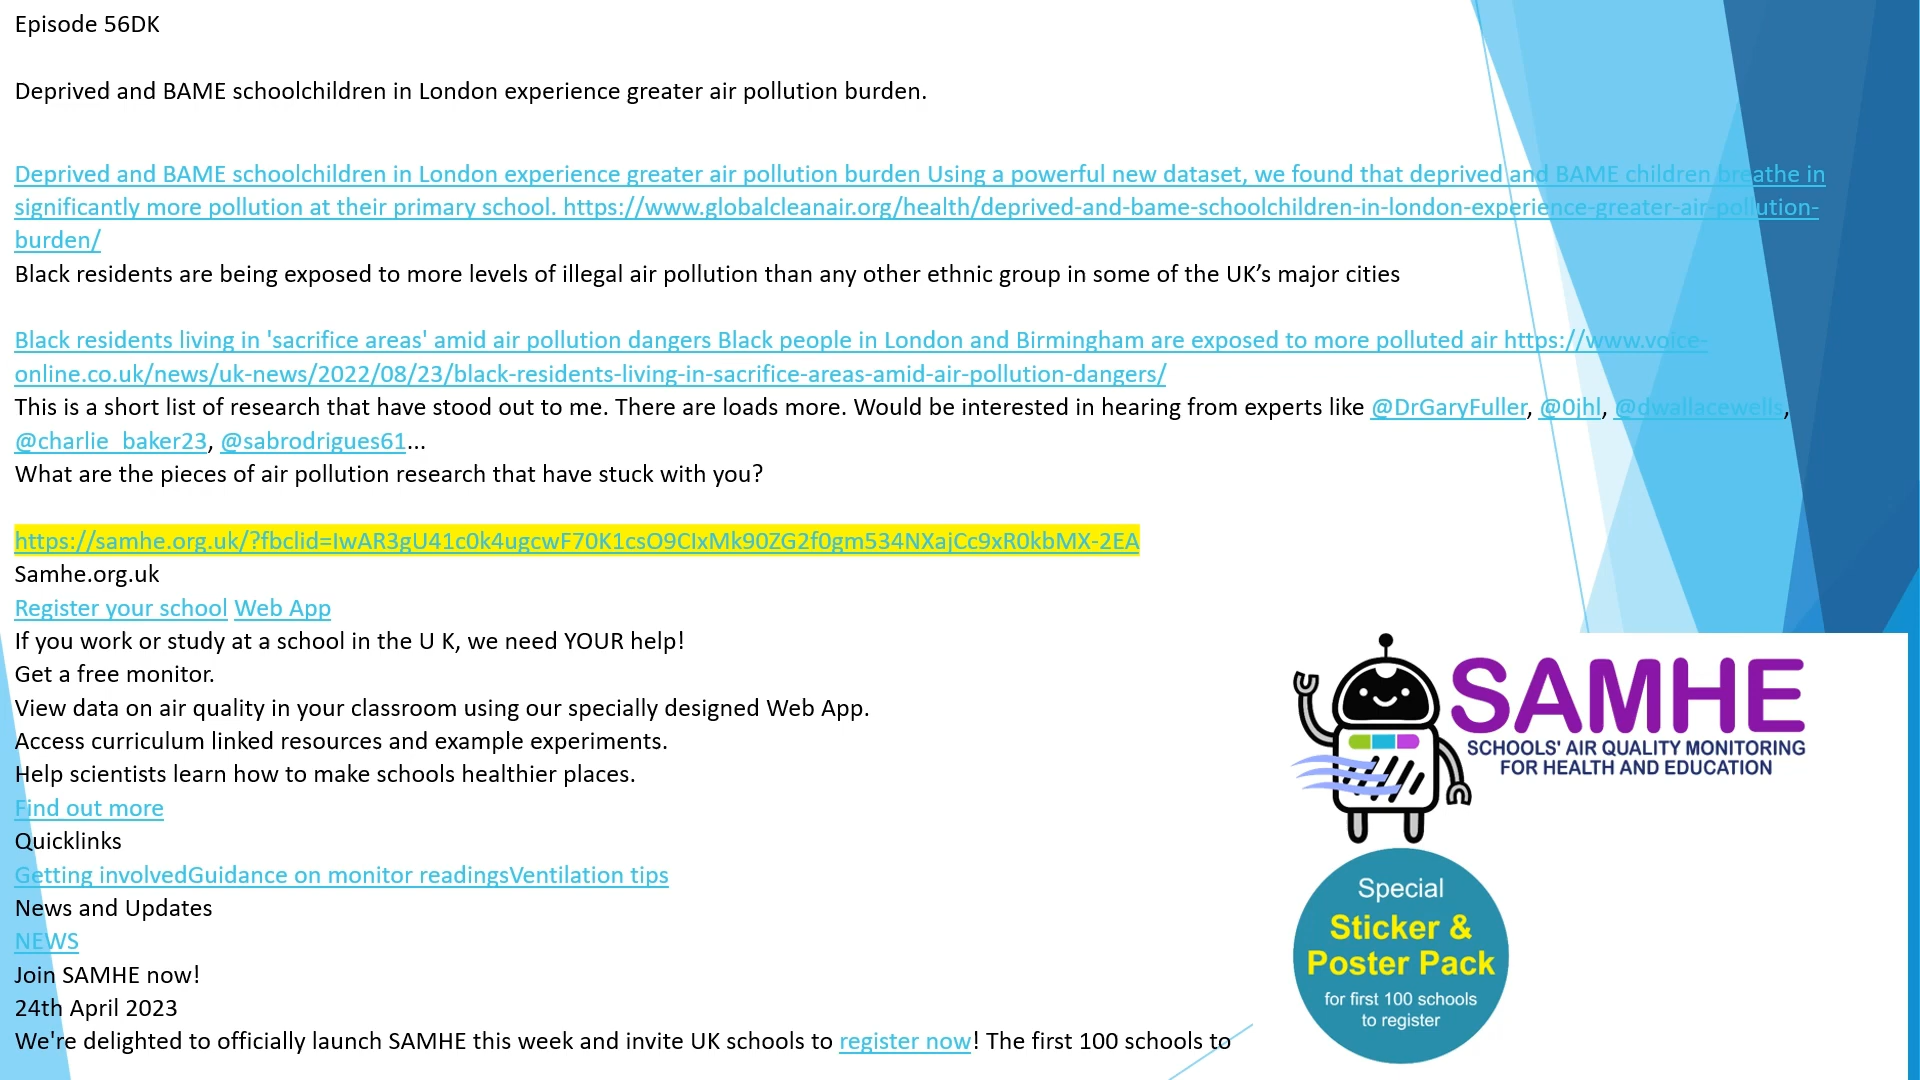 Episode 56DK
Deprived and BAME schoolchildren in London experience greater air pollution burden.
Deprived and BAME schoolchildren in London experience greater air pollution burden Using a powerful new dataset, we found that deprived and BAME children breathe in
significantly more pollution at their primary school. https://www.globalcleanair.org/health/deprived-and-bame-schoolchildren-in-london-experience-greater-air-pollution-
burden/
Black residents are being exposed to more levels of illegal air pollution than any other ethnic group in some of the UK’s major cities
Black residents living in 'sacrifice areas' amid air pollution dangers Black people in London and Birmingham are exposed to more polluted air https://www.voice-
online.co.uk/news/uk-news/2022/08/23/black-residents-living-in-sacrifice-areas-amid-air-pollution-dangers/
This is a short list of research that have stood out to me. There are loads more. Would be interested in hearing from experts like @DrGaryFuller, @0jhl, @dwallacewells,
@charlie_baker23, @sabrodrigues61...
What are the pieces of air pollution research that have stuck with you?
https://samhe.org.uk/?fbclid=IwAR3gU41c0k4ugcwF70K1csO9CIxMk90ZG2f0gm534NXajCc9xR0kbMX-2EA
Samhe.org.uk
Register your school Web App
If you work or study at a school in the U K, we need YOUR help!
Get a free monitor.
View data on air quality in your classroom using our specially designed Web App.
Access curriculum linked resources and example experiments.
Help scientists learn how to make schools healthier places.
Find out more
Quicklinks
Getting involvedGuidance on monitor readingsVentilation tips
News and Updates
NEWS
Join SAMHE now!
24th April 2023
We're delighted to officially launch SAMHE this week and invite UK schools to register now! The first 100 schools to
SAMHE
SCHOOLS' AIR QUALITY MONITORING
FOR HEALTH AND EDUCATION
Special
Sticker &
Poster Pack
for first 100 schools
to register